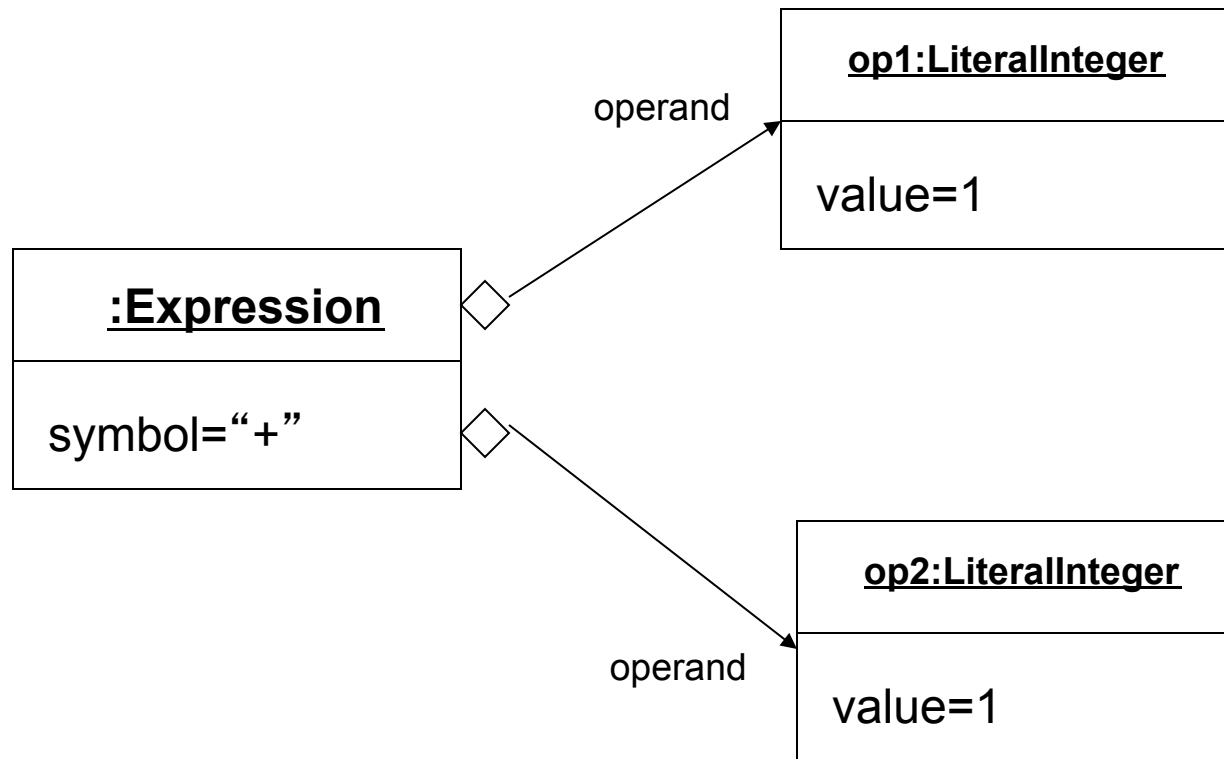 op1:LiteralInteger
operand
value=1
:Expression
symbol=“+”
op2:LiteralInteger
operand
value=1